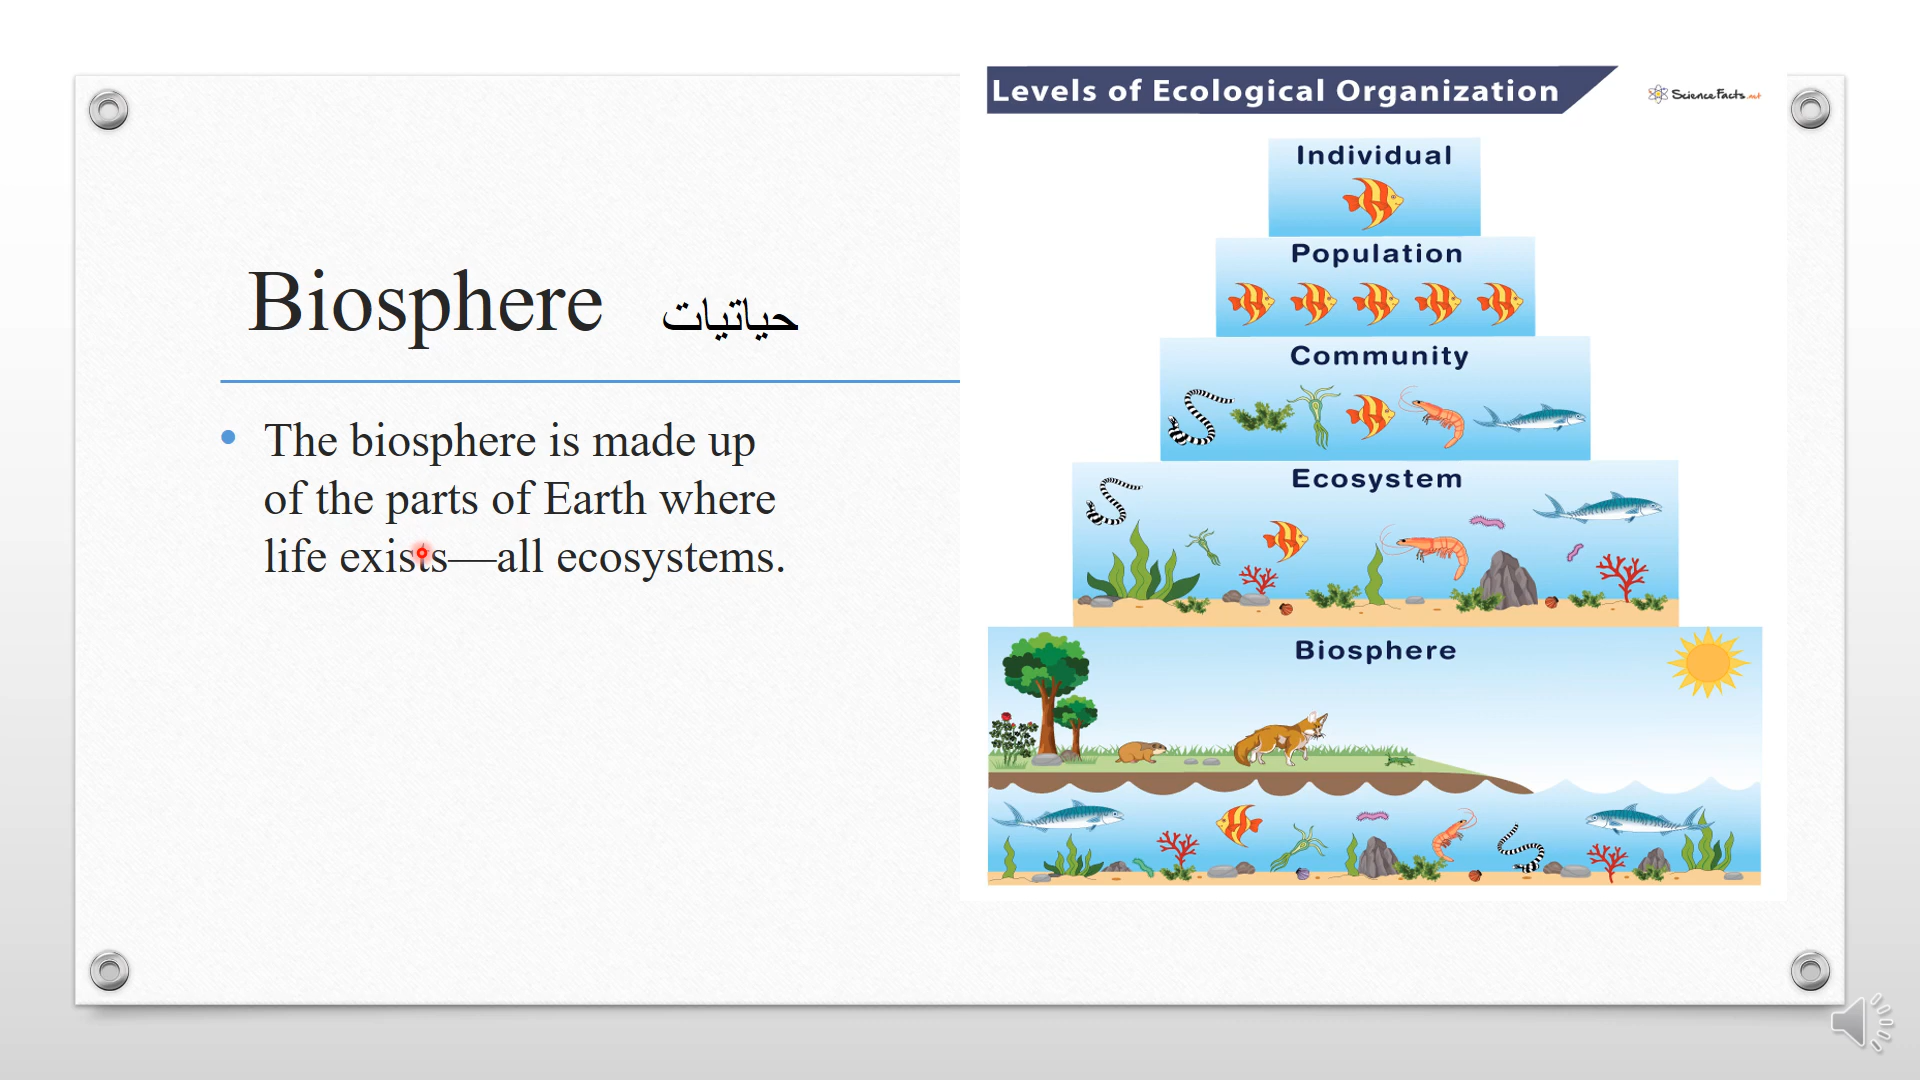 Biosphere حياتيات
The biosphere is made up
of the parts of Earth where
life exists—all ecosystems.
Levels of Ecological Organization
ScienceFacts.net
Individual
Population
Community
Ecosystem
Biosphere